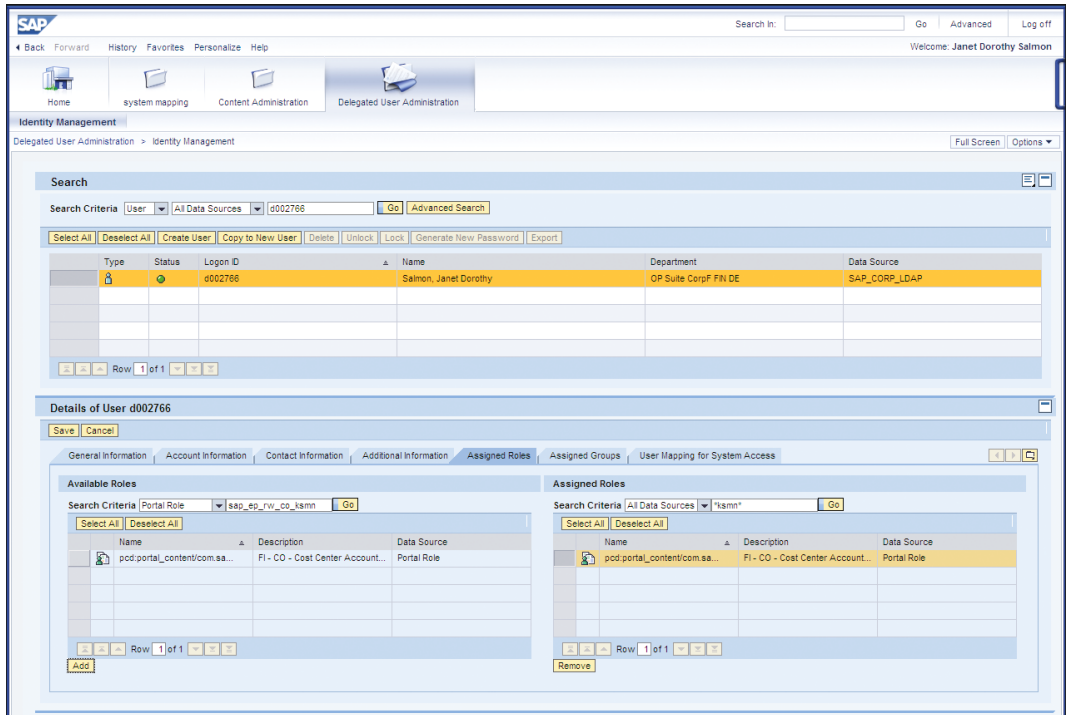 SAP
Search in: Go Advanced Log off
Back Forward History Favorites Personalize Help Welcome: Janet Dorothy Salmon
Home system mapping Content Administration Delegated User Administration
Identity Management
Delegated User Administration > Identity Management Full Screen Options
Search
Search Criteria User All Data Sources d002766 Go Advanced Search
Select All Deselect All Create User Copy to New User Delete Unlock Lock Generate New Password Export
Type Status Logon ID Name Department Data Source
d002766 Salmon, Janet Dorothy OP Suite CorpF FIN DE SAP_CORP_LDAP
Row 1 of 1
Details of User d002766
Save Cancel
General Information Account Information Contact Information Additional Information Assigned Roles Assigned Groups User Mapping for System Access
Available Roles
Search Criteria Portal Role sap_ep_rw_co_ksmn Go
Select All Deselect All
Name Description Data Source
pcd:portal_content/com.sa... FI - CO - Cost Center Account... Portal Role
Row 1 of 1
Add
Assigned Roles
Search Criteria All Data Sources *ksmn* Go
Select All Deselect All
Name Description Data Source
pcd:portal_content/com.sa... FI - CO - Cost Center Account... Portal Role
Row 1 of 1
Remove